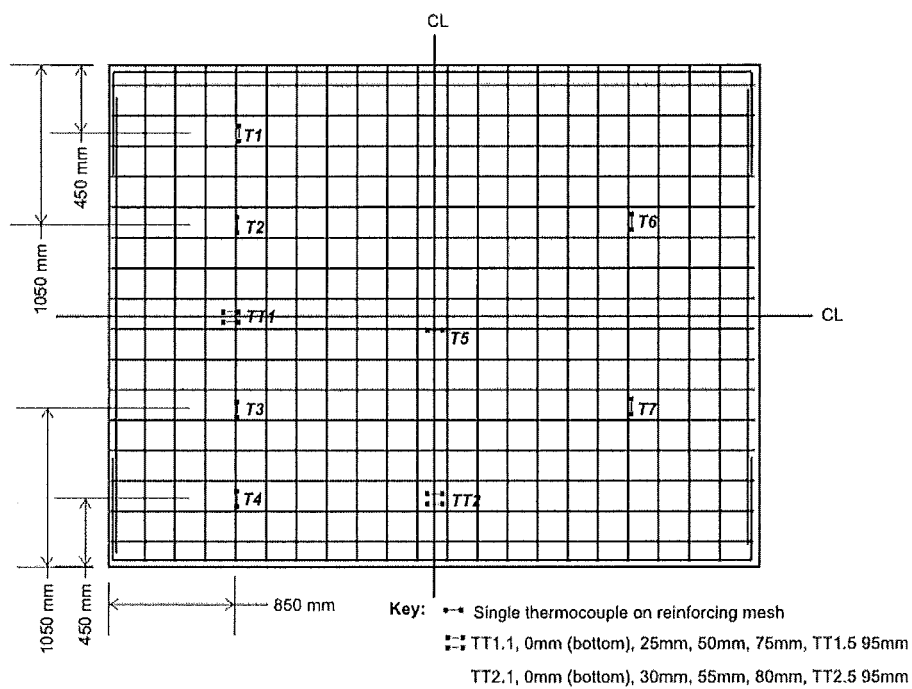 CL
T1
450 mm
T2
T6
1050 mm
TT1
CL
T5
T3
T7
T4
TT2
1050 mm
450 mm
850 mm
Key: Single thermocouple on reinforcing mesh
TT1.1, 0mm (bottom), 25mm, 50mm, 75mm, TT1.5 95mm
TT2.1, 0mm (bottom), 30mm, 55mm, 80mm, TT2.5 95mm